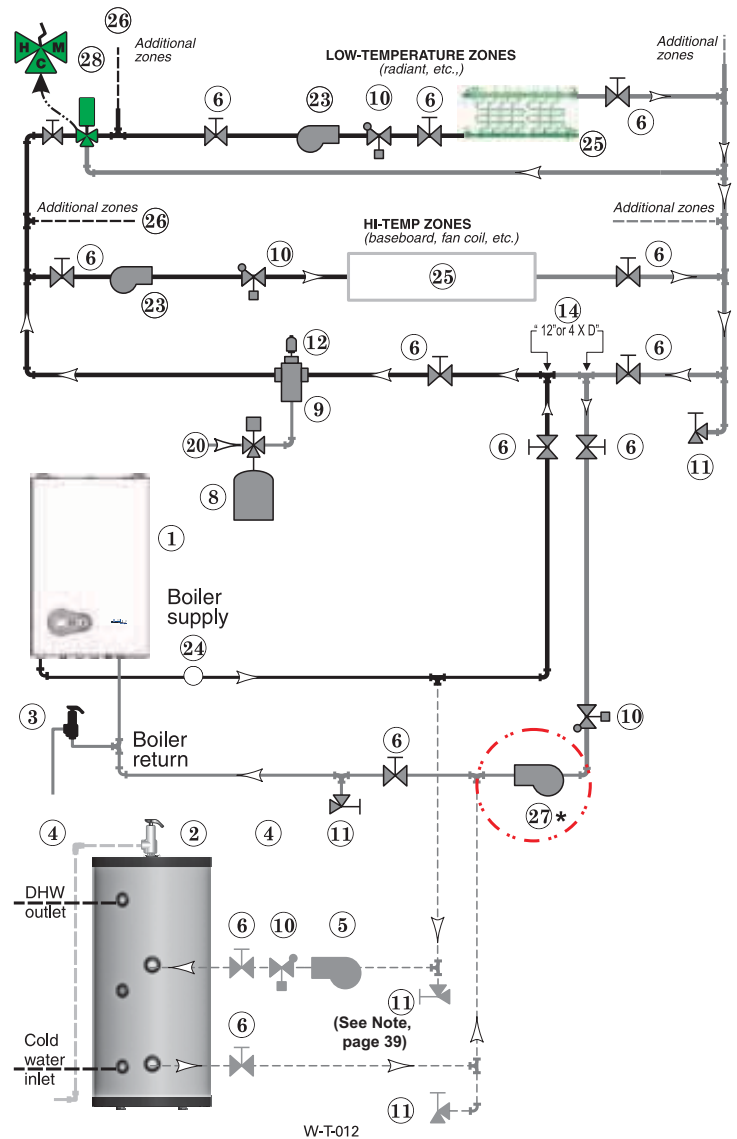 26
Additional
zones
Additional
zones
H
M
C
28
LOW-TEMPERATURE ZONES
(radiant, etc.,)
6
23
10
6
6
25
Additional zones
26
HI-TEMP ZONES
(baseboard, fan coil, etc.)
Additional zones
6
23
10
25
6
14
12"or 4 X D"
12
6
6
9
20
8
6
6
11
1
Boiler
supply
24
3
Boiler
return
6
10
11
27 *
4
2
4
DHW
outlet
6
10
5
11
(See Note,
page 39)
6
Cold
water
inlet
11
W-T-012